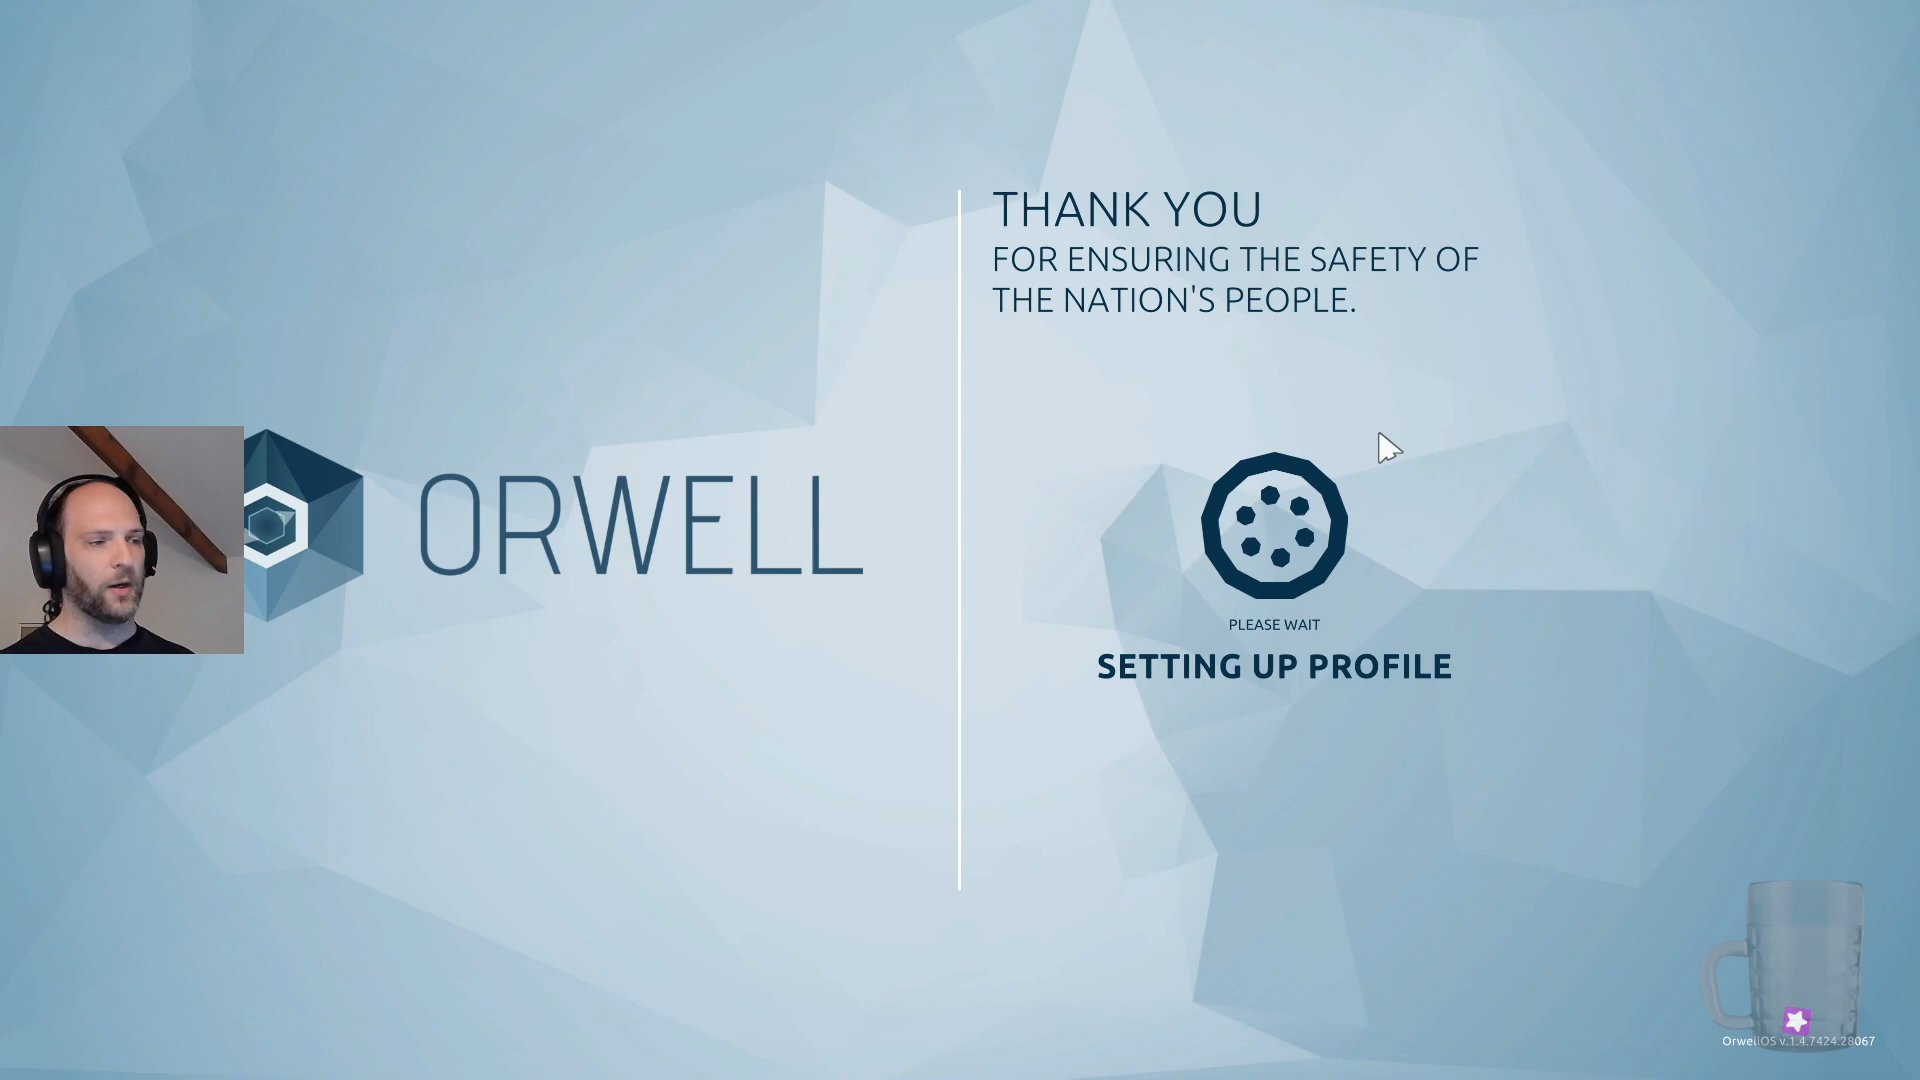 THANK YOU
FOR ENSURING THE SAFETY OF
THE NATION'S PEOPLE.
ORWELL
PLEASE WAIT
SETTING UP PROFILE
OrwellOS v.1.4.7424.28067